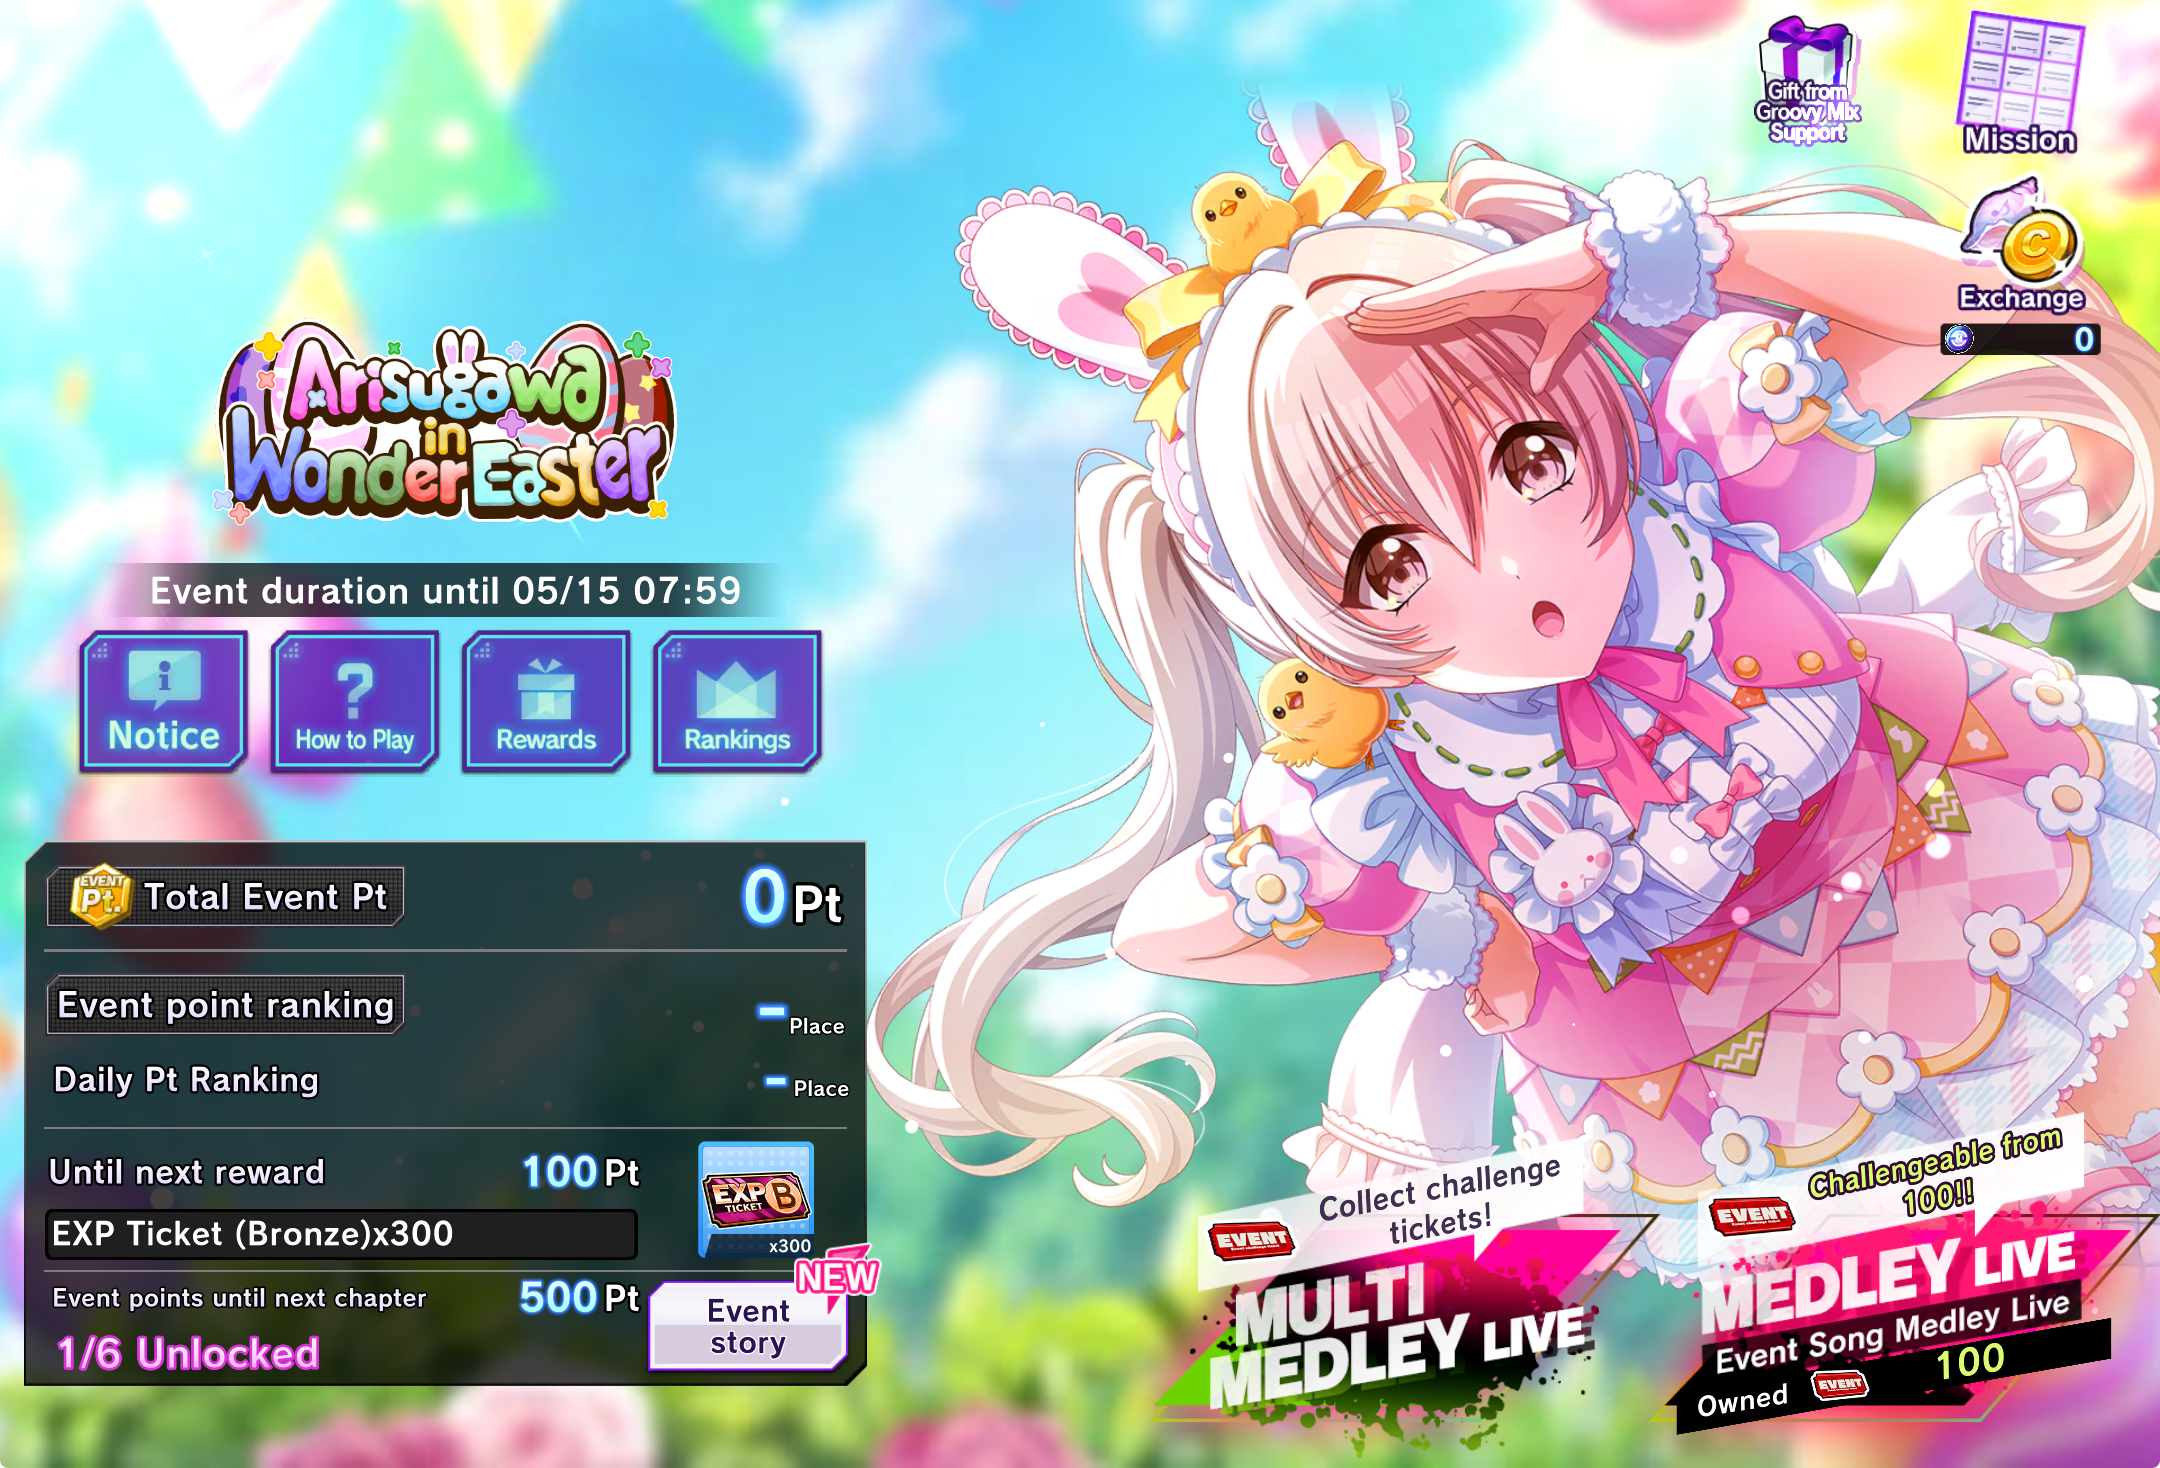 Gift from
Groovy Mix
Support
Mission
C
Exchange
0
Arisugawa
in
Wonder Easter
Event duration until 05/15 07:59
i
Notice
?
How to Play
Rewards
Rankings
EVENT
Pt.
Total Event Pt
0 Pt
Event point ranking
- Place
Daily Pt Ranking
- Place
Until next reward
100 Pt
EXP Ticket (Bronze)x300
EXP B
TICKET
x300
Event points until next chapter
500 Pt
1/6 Unlocked
NEW
Event
story
EVENT
Collect challenge
tickets!
MULTI
MEDLEY LIVE
EVENT
Challengeable from
100!!
MEDLEY LIVE
Event Song Medley Live
Owned
EVENT
100